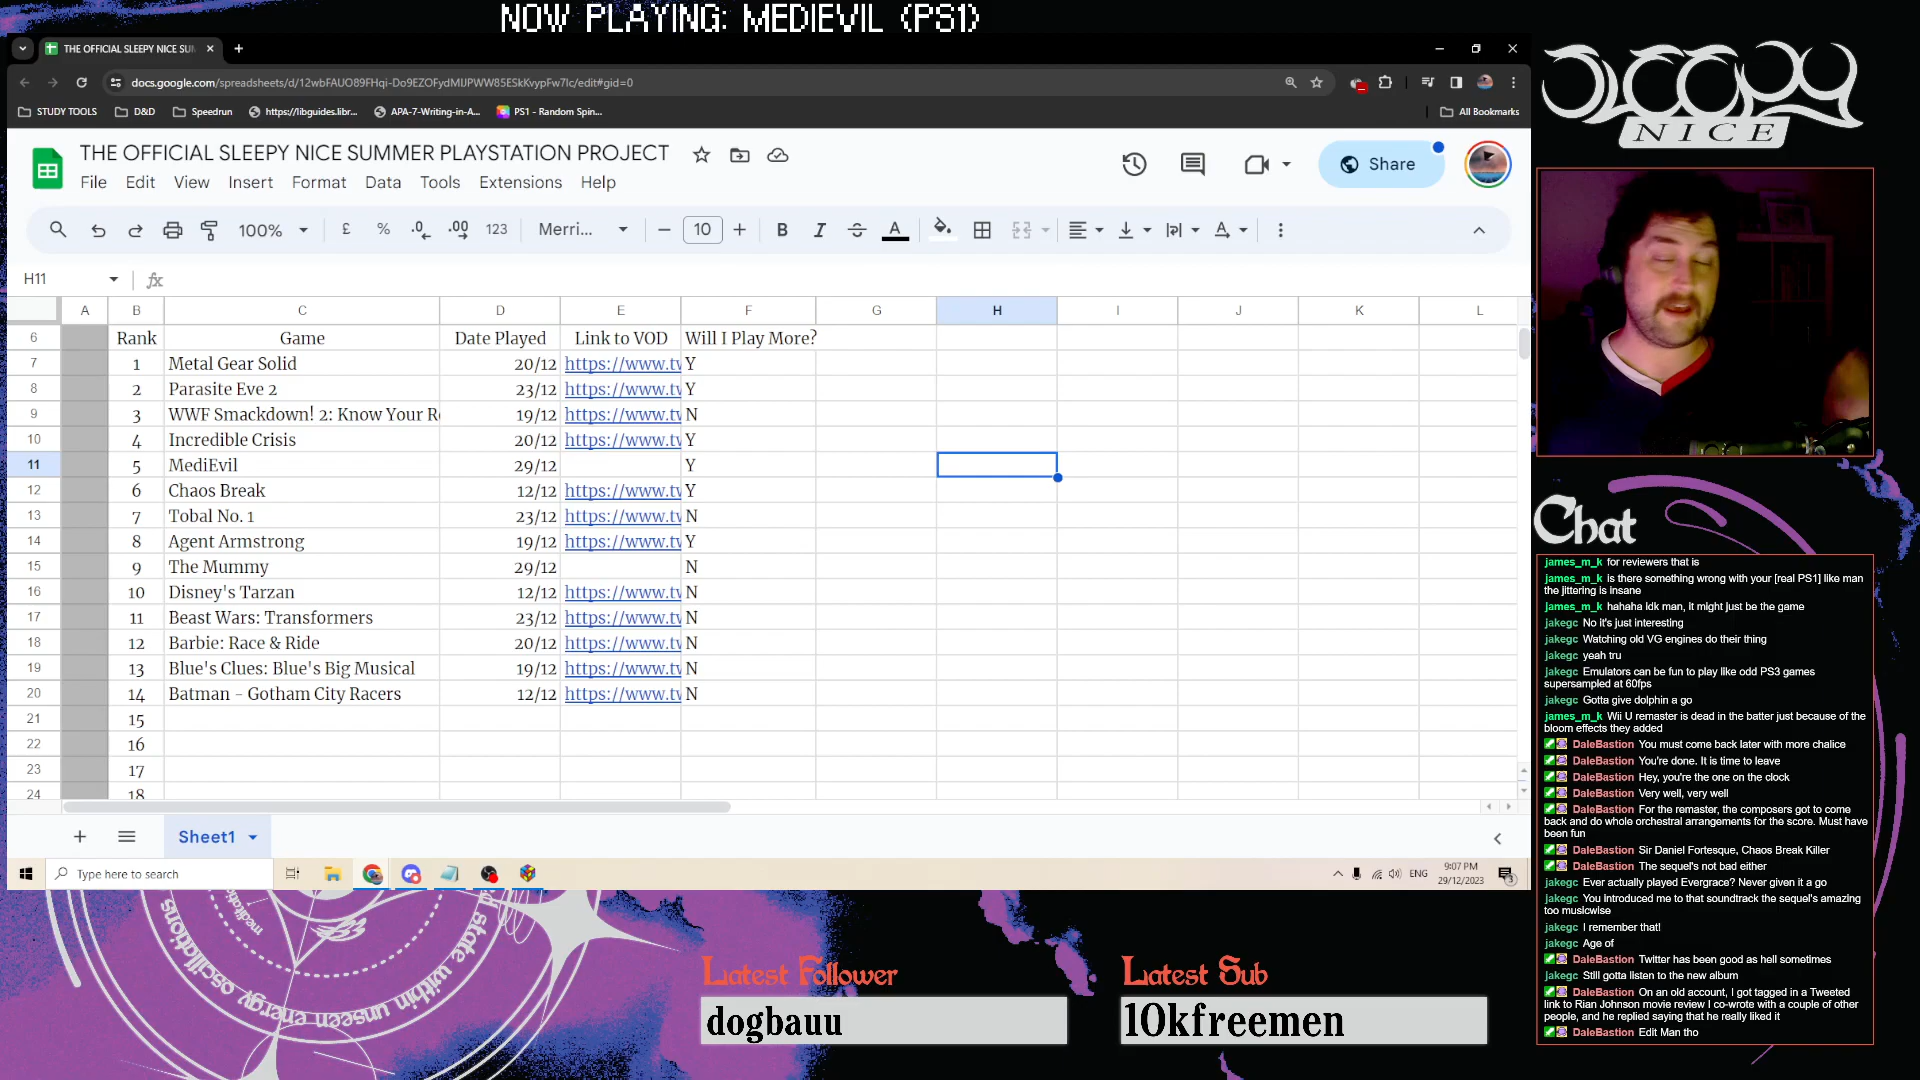 NOW PLAYING: MEDIEVIL (PS1)
THE OFFICIAL SLEEPY NICE SUM
docs.google.com/spreadsheets/d/12wbFAUO89FHqi-Do9EZOFydMIJPWW85ESkKvypFw7lc/edit#gid=0
STUDY TOOLS
D&D
Speedrun
https://libguides.libr...
APA-7-Writing-in-A...
PS1 - Random Spin...
All Bookmarks
THE OFFICIAL SLEEPY NICE SUMMER PLAYSTATION PROJECT
File Edit View Insert Format Data Tools Extensions Help
Share
100% £ % .0 .00 123 Merri... 10 B I A
H11 fx
A B C D E F G H I J K L
6 Rank Game Date Played Link to VOD Will I Play More?
7 1 Metal Gear Solid 20/12 https://www.tv Y
8 2 Parasite Eve 2 23/12 https://www.tv Y
9 3 WWF Smackdown! 2: Know Your R 19/12 https://www.tv N
10 4 Incredible Crisis 20/12 https://www.tv Y
11 5 MediEvil 29/12 Y
12 6 Chaos Break 12/12 https://www.tv Y
13 7 Tobal No. 1 23/12 https://www.tv N
14 8 Agent Armstrong 19/12 https://www.tv Y
15 9 The Mummy 29/12 N
16 10 Disney's Tarzan 12/12 https://www.tv N
17 11 Beast Wars: Transformers 23/12 https://www.tv N
18 12 Barbie: Race & Ride 20/12 https://www.tv N
19 13 Blue's Clues: Blue's Big Musical 19/12 https://www.tv N
20 14 Batman - Gotham City Racers 12/12 https://www.tv N
21 15
22 16
23 17
24 18
Sheet1
Type here to search
ENG
9:07 PM
29/12/2023
3
SLEEPY
NICE
Chat
james_m_k for reviewers that is
james_m_k is there something wrong with your [real PS1] like man
the jittering is insane
james_m_k hahaha idk man, it might just be the game
jakegc No it's just interesting
jakegc Watching old VG engines do their thing
jakegc yeah tru
jakegc Emulators can be fun to play like odd PS3 games
supersampled at 60fps
jakegc Gotta give dolphin a go
james_m_k Wii U remaster is dead in the batter just because of the
bloom effects they added
DaleBastion You must come back later with more chalice
DaleBastion You're done. It is time to leave
DaleBastion Hey, you're the one on the clock
DaleBastion Very well, very well
DaleBastion For the remaster, the composers got to come
back and do whole orchestral arrangements for the score. Must have
been fun
DaleBastion Sir Daniel Fortesque, Chaos Break Killer
DaleBastion The sequel's not bad either
jakegc Ever actually played Evergrace? Never given it a go
jakegc You introduced me to that soundtrack the sequel's amazing
too musicwise
jakegc I remember that!
jakegc Age of
DaleBastion Twitter has been good as hell sometimes
jakegc Still gotta listen to the new album
DaleBastion On an old account, I got tagged in a Tweeted
link to Rian Johnson movie review I co-wrote with a couple of other
people, and he replied saying that he really liked it
DaleBastion Edit Man tho
state within unseen energy oscillations
Latest Follower
dogbauu
Latest Sub
10kfreemen